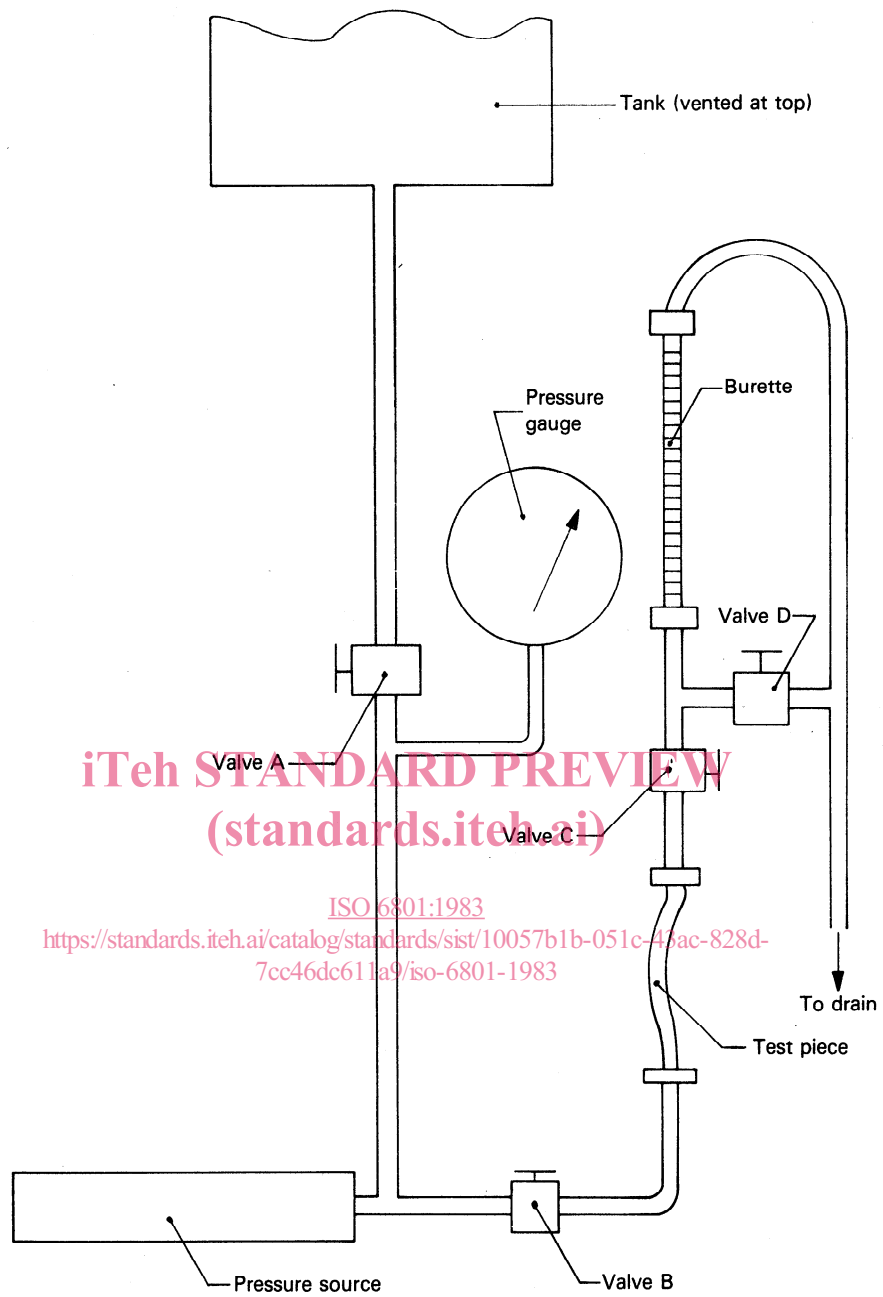 Tank (vented at top)
Burette
Pressure
gauge
Valve D
Valve A
iTeh STANDARD PREVIEW
(standards.iteh.ai)
Valve C
ISO 6801:1983
https://standards.iteh.ai/catalog/standards/sist/10057b1b-051c-43ac-828d-
7cc46dc611a9/iso-6801-1983
To drain
Test piece
Pressure source
Valve B